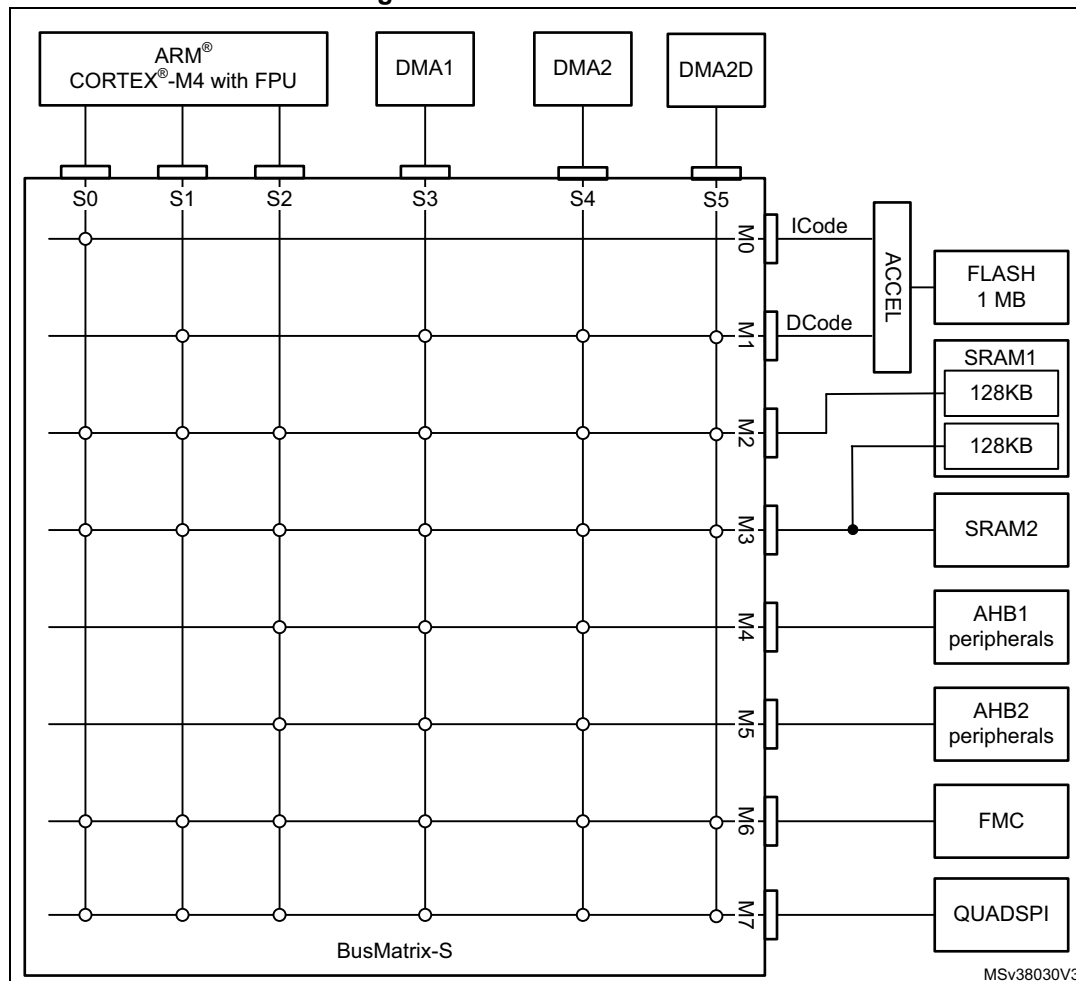 ARM®
CORTEX®-M4 with FPU
DMA1
DMA2
DMA2D
S0
S1
S2
S3
S4
S5
M0
ICode
ACCEL
FLASH
1 MB
M1
DCode
SRAM1
128KB
M2
128KB
M3
SRAM2
M4
AHB1
peripherals
M5
AHB2
peripherals
M6
FMC
M7
QUADSPI
BusMatrix-S
MSv38030V3